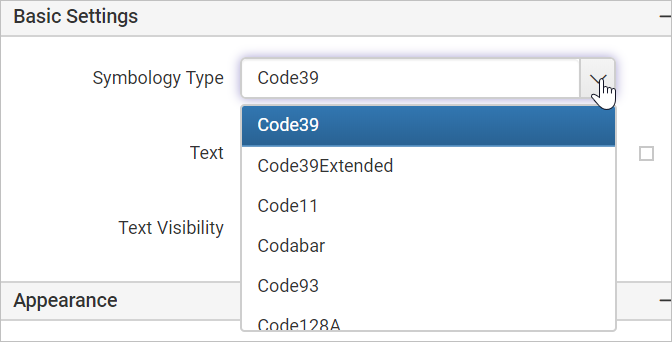 Basic Settings
Symbology Type
Code39
Code39
Text
Code39Extended
Code11
Text Visibility
Codabar
Code93
Appearance
Code128A